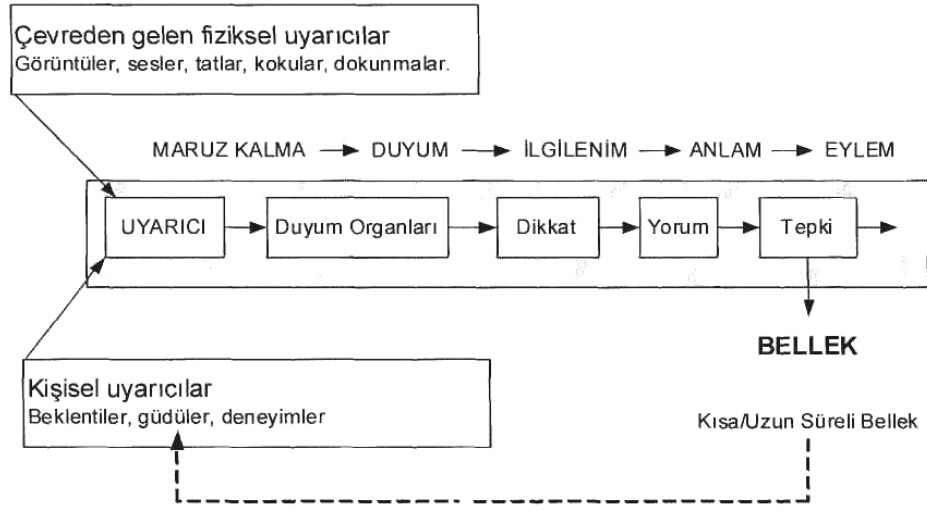 Çevreden gelen fiziksel uyarıcılar
Görüntüler, sesler, tatlar, kokular, dokunmalar.
MARUZ KALMA DUYUM İLGİLENİM ANLAM EYLEM
UYARICI Duyum Organları Dikkat Yorum Tepki
BELLEK
Kişisel uyarıcılar
Beklentiler, güdüler, deneyimler
Kısa/Uzun Süreli Bellek